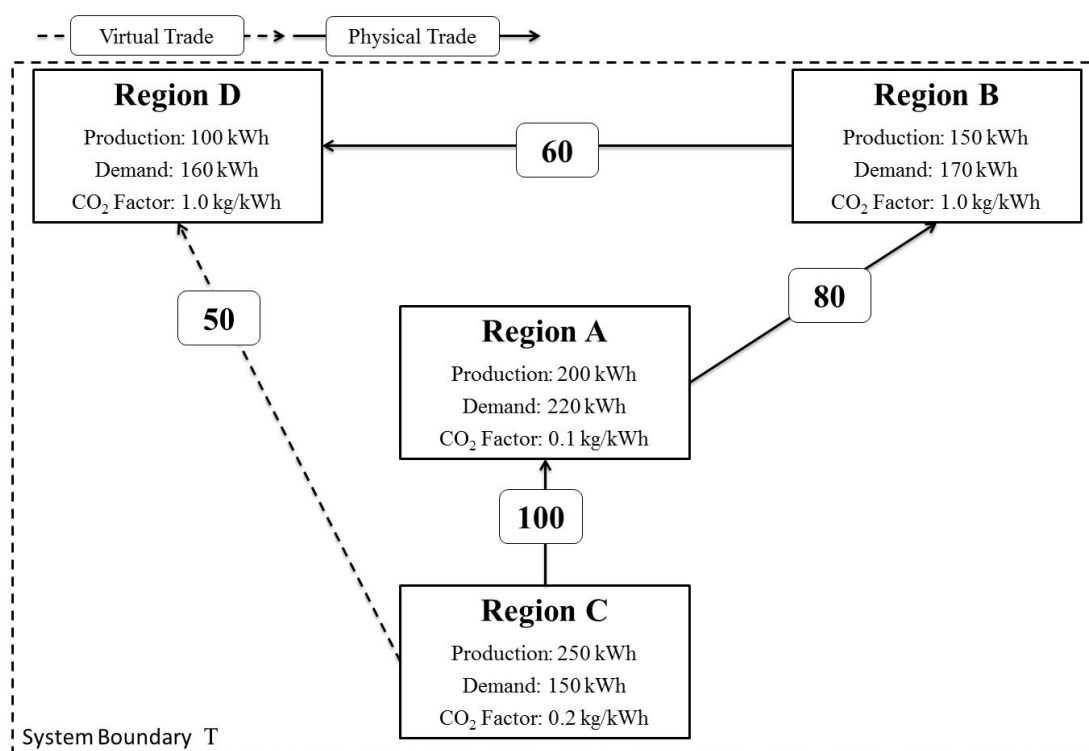 Virtual Trade
Physical Trade
Region D
Production: 100 kWh
Demand: 160 kWh
CO₂ Factor: 1.0 kg/kWh
60
Region B
Production: 150 kWh
Demand: 170 kWh
CO₂ Factor: 1.0 kg/kWh
50
80
Region A
Production: 200 kWh
Demand: 220 kWh
CO₂ Factor: 0.1 kg/kWh
100
Region C
Production: 250 kWh
Demand: 150 kWh
CO₂ Factor: 0.2 kg/kWh
System Boundary T